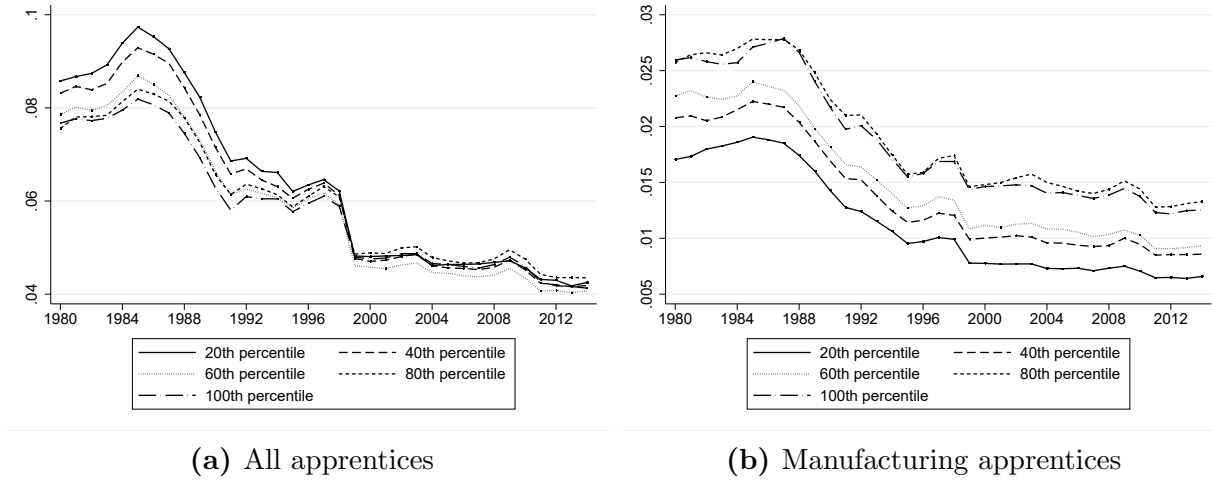 .1
.08
.06
.04
1980 1984 1988 1992 1996 2000 2004 2008 2012
20th percentile 40th percentile
60th percentile 80th percentile
100th percentile
(a) All apprentices
.03
.025
.02
.015
.01
.005
1980 1984 1988 1992 1996 2000 2004 2008 2012
20th percentile 40th percentile
60th percentile 80th percentile
100th percentile
(b) Manufacturing apprentices